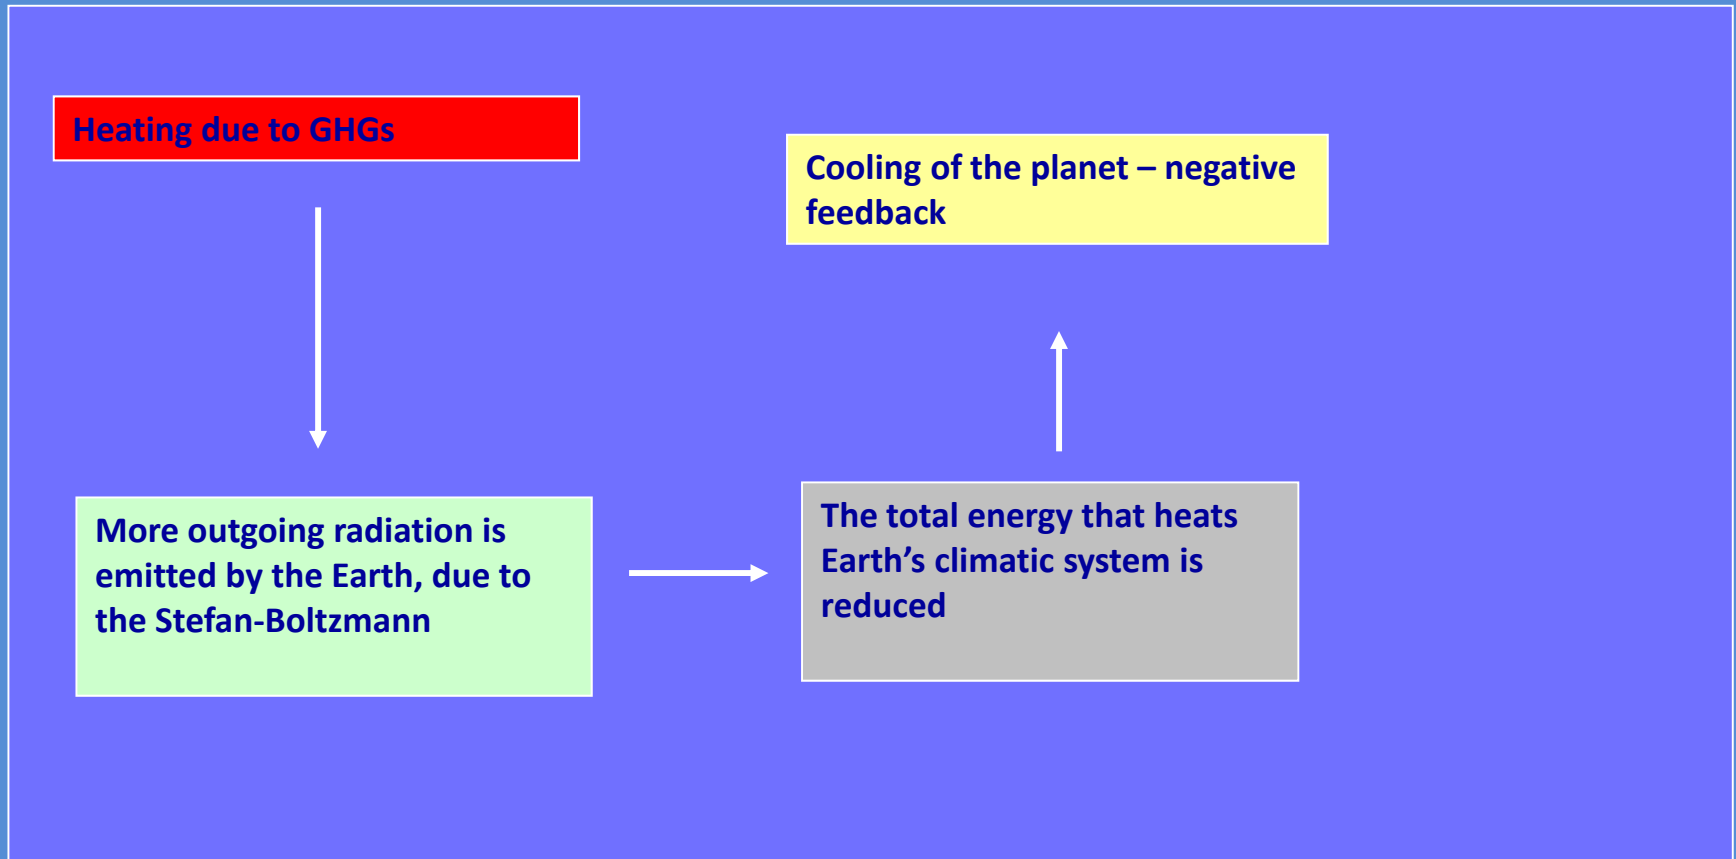 Heating due to GHGs
More outgoing radiation is
emitted by the Earth, due to
the Stefan-Boltzmann
The total energy that heats
Earth’s climatic system is
reduced
Cooling of the planet – negative
feedback